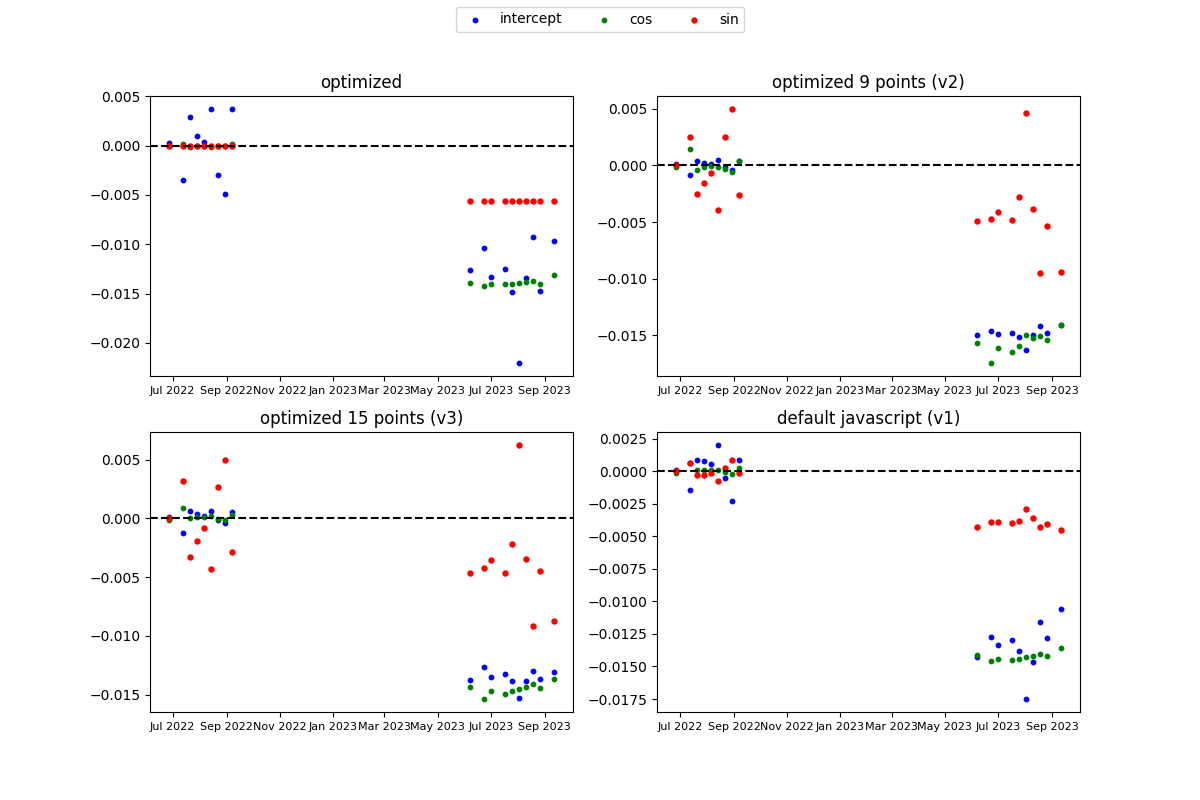 intercept cos sin
optimized
0.005
0.000
−0.005
−0.010
−0.015
−0.020
Jul 2022 Sep 2022 Nov 2022 Jan 2023 Mar 2023 May 2023 Jul 2023 Sep 2023
optimized 9 points (v2)
0.005
0.000
−0.005
−0.010
−0.015
Jul 2022 Sep 2022 Nov 2022 Jan 2023 Mar 2023 May 2023 Jul 2023 Sep 2023
optimized 15 points (v3)
0.005
0.000
−0.005
−0.010
−0.015
Jul 2022 Sep 2022 Nov 2022 Jan 2023 Mar 2023 May 2023 Jul 2023 Sep 2023
default javascript (v1)
0.0025
0.0000
−0.0025
−0.0050
−0.0075
−0.0100
−0.0125
−0.0150
−0.0175
Jul 2022 Sep 2022 Nov 2022 Jan 2023 Mar 2023 May 2023 Jul 2023 Sep 2023